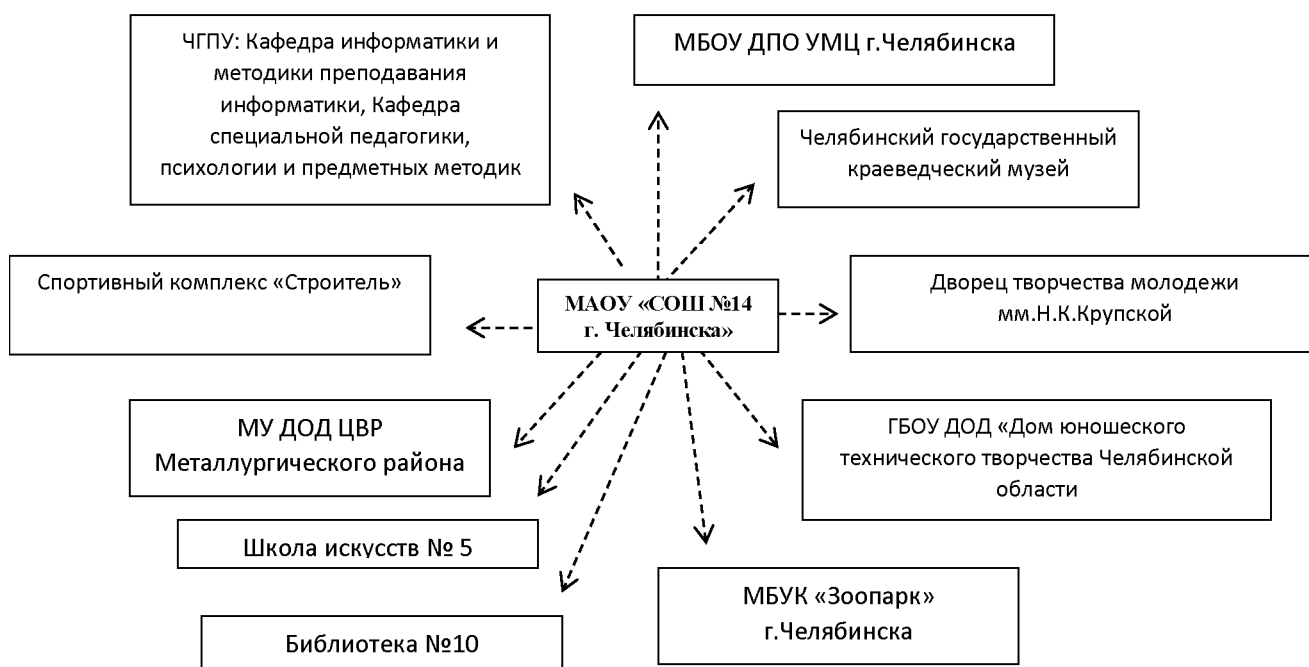 ЧГПУ: Кафедра информатики и
методики преподавания
информатики, Кафедра
специальной педагогики,
психологии и предметных методик
МБОУ ДПО УМЦ г.Челябинска
Челябинский государственный
краеведческий музей
Спортивный комплекс «Строитель»
МАОУ «СОШ №14
г. Челябинска»
Дворец творчества молодежи
мм.Н.К.Крупской
МУ ДОД ЦВР
Металлургического района
ГБОУ ДОД «Дом юношеского
технического творчества Челябинской
области
Школа искусств № 5
МБУК «Зоопарк»
г.Челябинска
Библиотека №10